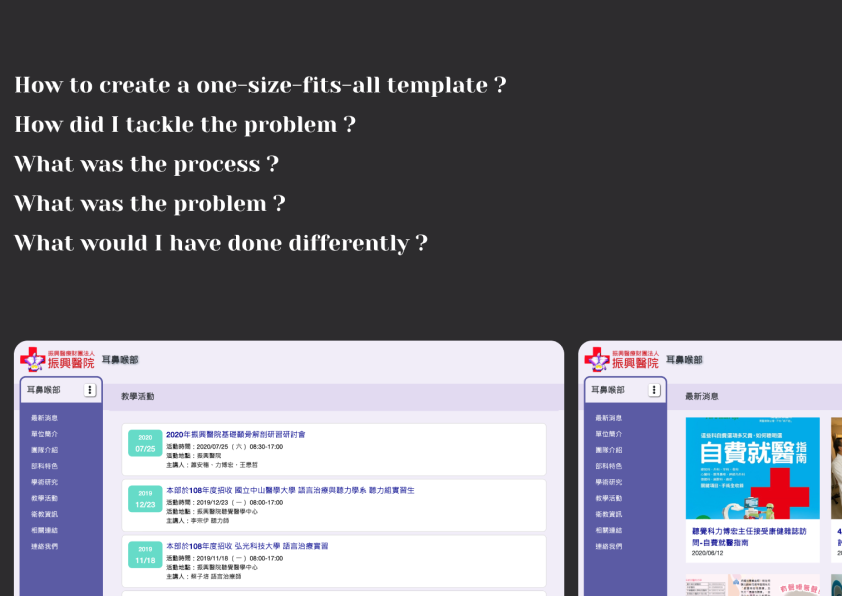 How to create a one-size-fits-all template ?
How did I tackle the problem ?
What was the process ?
What was the problem ?
What would I have done differently ?
振興醫療財團法人
振興醫院
耳鼻喉部
耳鼻喉部
最新消息
單位簡介
團隊介紹
部科特色
學術研究
教學活動
衛教資訊
相關連結
連絡我們
教學活動
2020
07/25
2020年振興醫院基礎顳骨解剖研習研討會
活動時間：2020/07/25（六）08:30-17:00
活動地點：振興醫院
主講人：蕭安穗、力博宏、王思哲
2019
12/23
本部於108年度招收 國立中山醫學大學 語言治療與聽力學系 聽力組實習生
活動時間：2019/12/23（一）08:00-17:00
活動地點：振興醫院聽覺醫學中心
主講人：李宗伊 聽力師
2019
11/18
本部於108年度招收 弘光科技大學 語言治療實習
活動時間：2019/11/18（一）08:00-17:00
活動地點：振興醫院聽覺醫學中心
主講人：蔡子培 語言治療師
振興醫療財團法人
振興醫院
耳鼻喉部
耳鼻喉部
最新消息
單位簡介
團隊介紹
部科特色
學術研究
教學活動
衛教資訊
相關連結
連絡我們
最新消息
自費就醫指南
聽覺科力博宏主任接受康健雜誌訪
問-自費就醫指南
2020/06/12